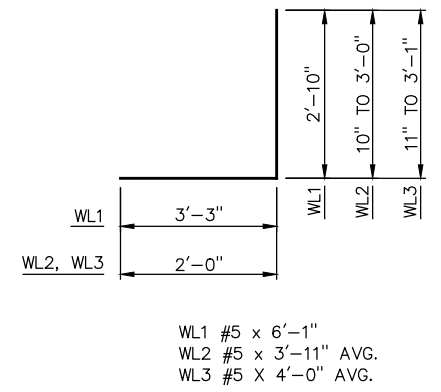 2′-10"
10" TO 3′-0"
11" TO 3′-1"
WL1
WL2
WL3
WL1
3′-3"
WL2, WL3
2′-0"
WL1 #5 x 6′-1"
WL2 #5 x 3′-11" AVG.
WL3 #5 X 4′-0" AVG.